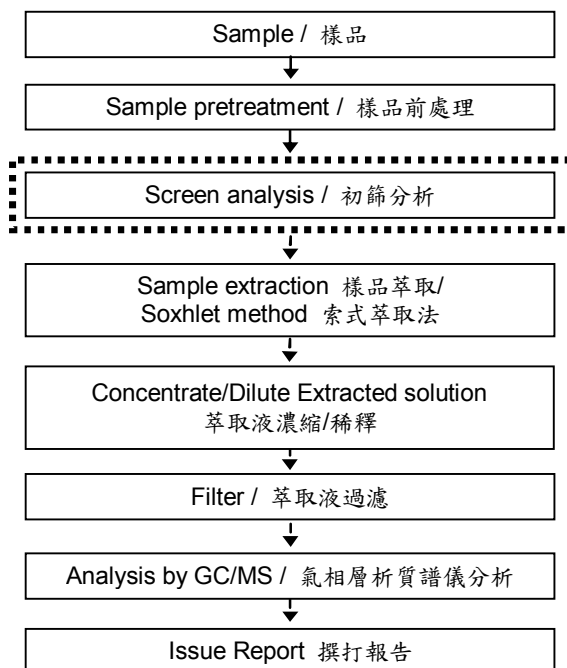 Sample / 樣品
Sample pretreatment / 樣品前處理
Screen analysis / 初篩分析
Sample extraction 樣品萃取/
Soxhlet method 索式萃取法
Concentrate/Dilute Extracted solution
萃取液濃縮/稀釋
Filter / 萃取液過濾
Analysis by GC/MS / 氣相層析質譜儀分析
Issue Report 撰打報告